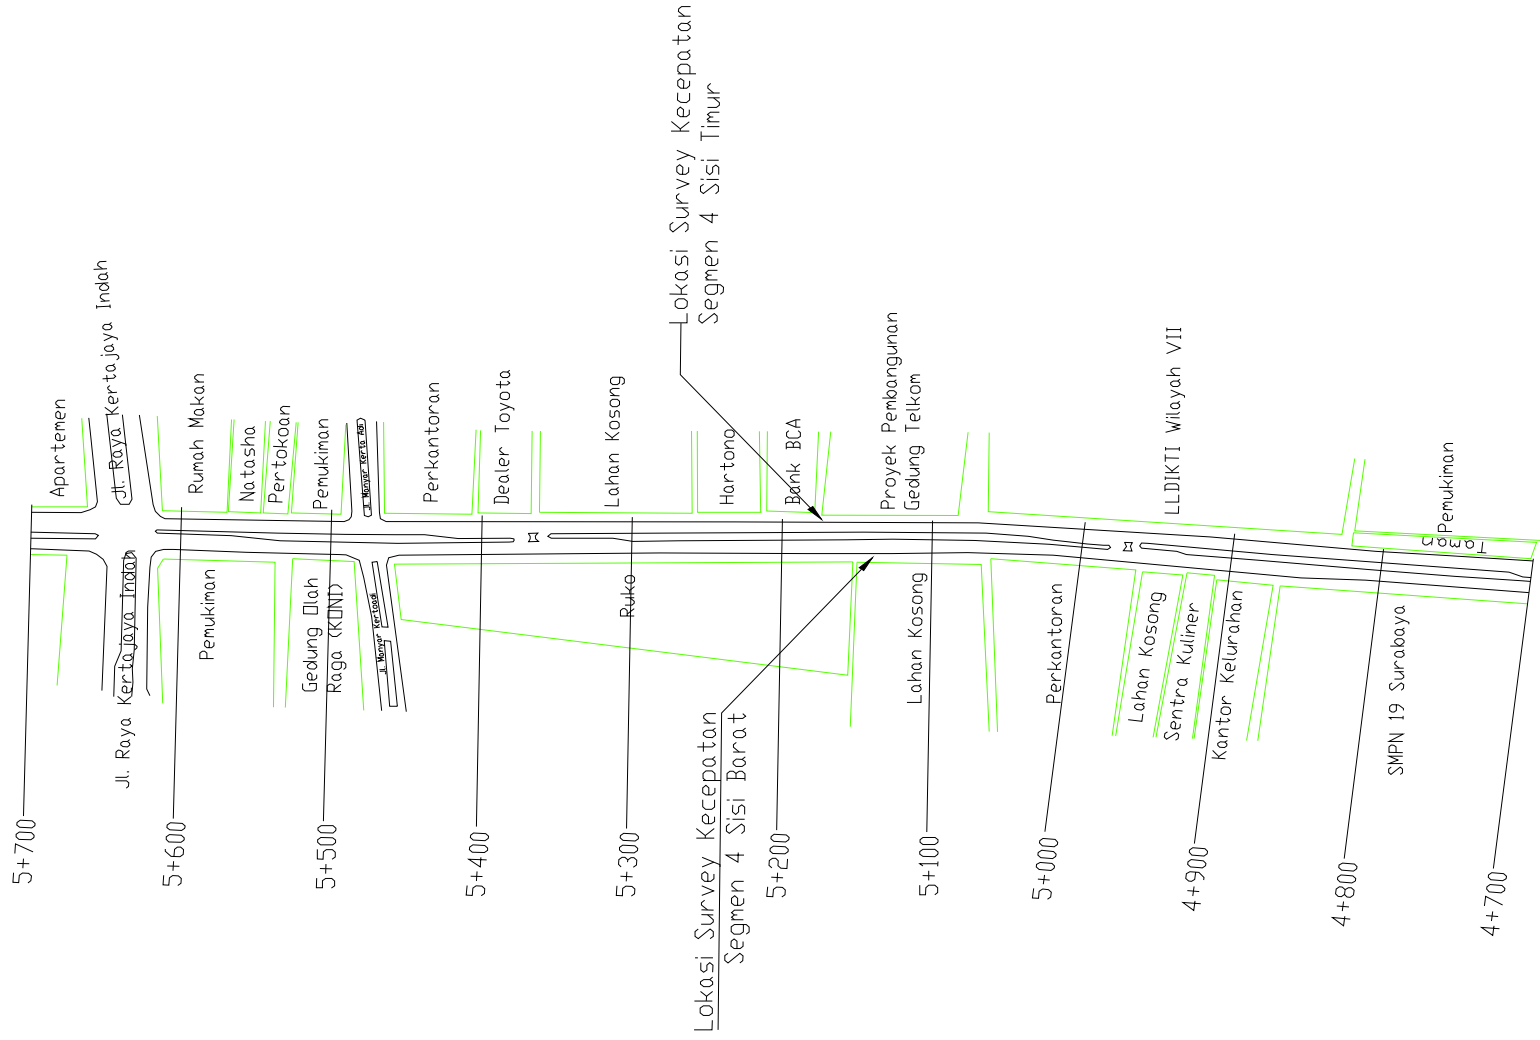 Lokasi Survey Kecepatan
Segmen 4 Sisi Timur
Apartemen
Jl. Raya Kertajaya Indah
Rumah Makan
Natasha
Pertokoan
Pemukiman
Jl. Manyar Kerta Adi
Perkantoran
Dealer Toyota
Lahan Kosong
Hartono
Bank BCA
Proyek Pembangunan
Gedung Telkom
LLDIKTI Wilayah VII
Pemukiman
Taman
Jl. Raya Kertajaya Indah
Pemukiman
Gedung Olah
Raga (KONI)
Jl. Manyar Kertoadi
Ruko
Lahan Kosong
Perkantoran
Lahan Kosong
Sentra Kuliner
Kantor Kelurahan
SMPN 19 Surabaya
Lokasi Survey Kecepatan
Segmen 4 Sisi Barat
5+700
5+600
5+500
5+400
5+300
5+200
5+100
5+000
4+900
4+800
4+700